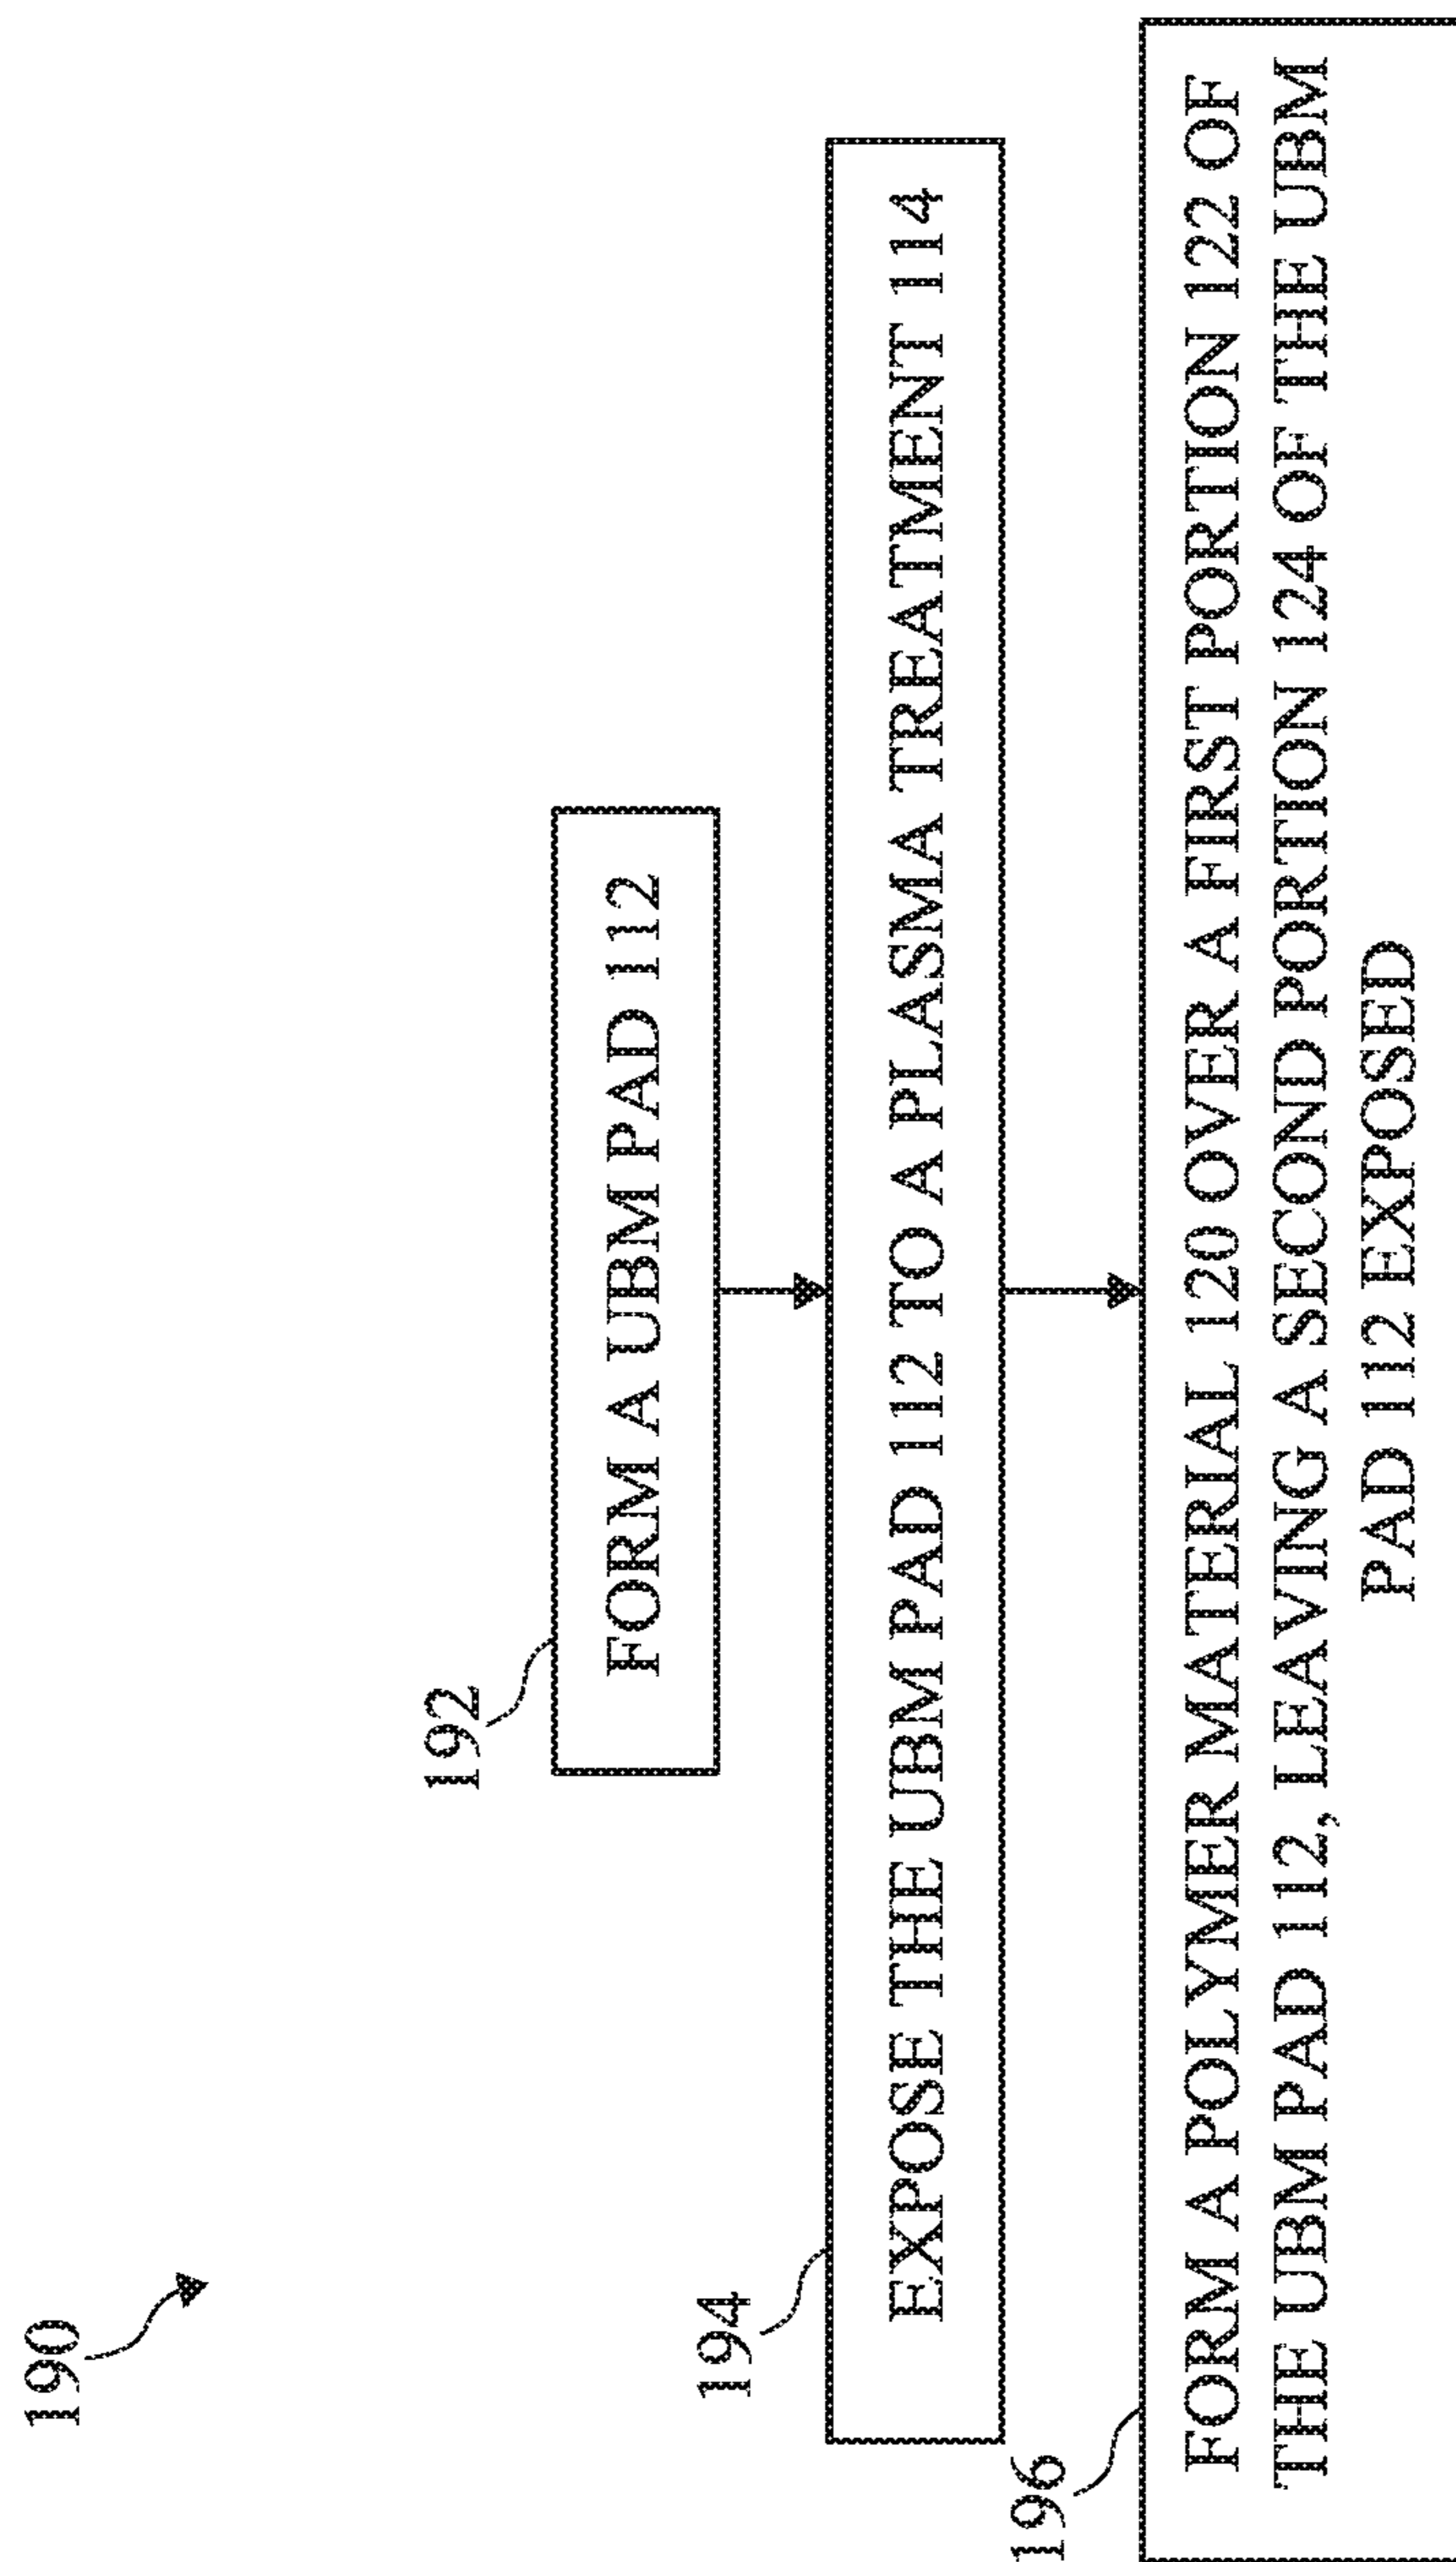 190
192
FORM A UBM PAD 112
194
EXPOSE THE UBM PAD 112 TO A PLASMA TREATMENT 114
196
FORM A POLYMER MATERIAL 120 OVER A FIRST PORTION 122 OF
THE UBM PAD 112, LEAVING A SECOND PORTION 124 OF THE UBM
PAD 112 EXPOSED